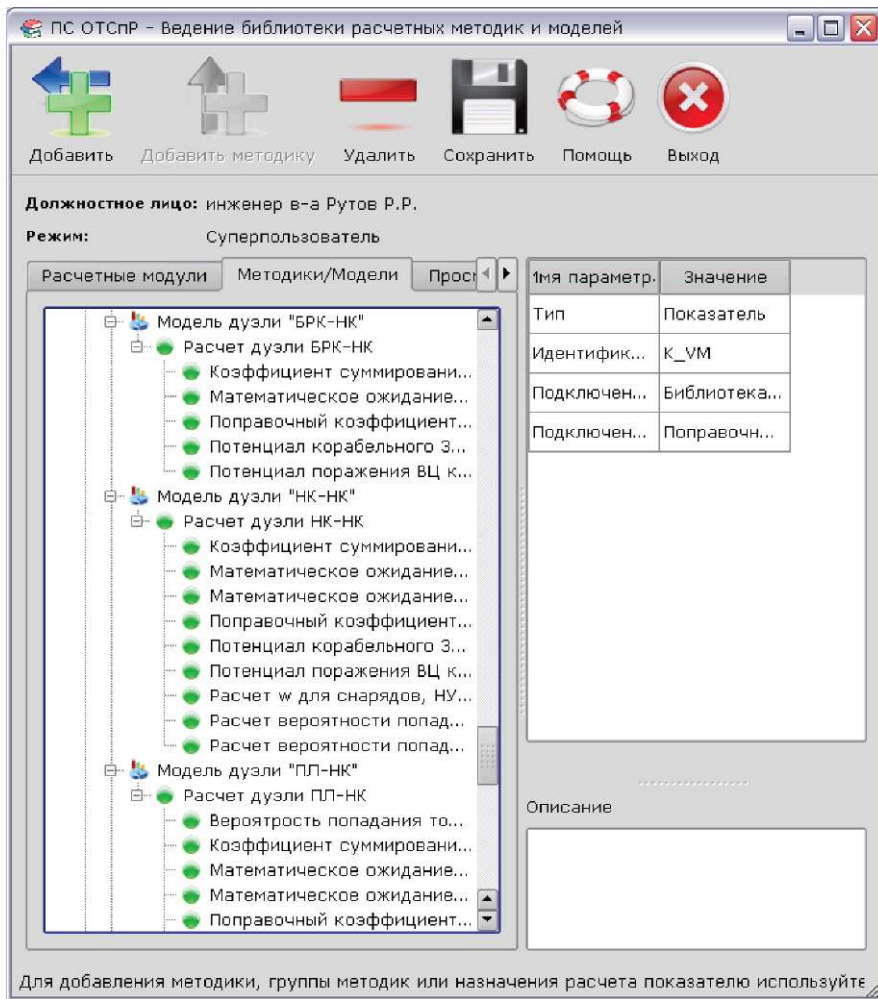 ПС ОТСпР - Ведение библиотеки расчетных методик и моделей
Добавить Добавить методику Удалить Сохранить Помощь Выход
Должностное лицо: инженер в-а Рутов Р.Р.
Режим: Суперпользователь
Расчетные модули Методики/Модели Прос
Модель дуэли "БРК-НК"
Расчет дуэли БРК-НК
Коэффициент суммировани...
Математическое ожидание...
Поправочный коэффициент...
Потенциал корабельного З...
Потенциал поражения ВЦ к...
Модель дуэли "НК-НК"
Расчет дуэли НК-НК
Коэффициент суммировани...
Математическое ожидание...
Математическое ожидание...
Поправочный коэффициент...
Потенциал корабельного З...
Потенциал поражения ВЦ к...
Расчет w для снарядов, НУ...
Расчет вероятности попад...
Расчет вероятности попад...
Модель дуэли "ПЛ-НК"
Расчет дуэли ПЛ-НК
Вероятрость попадания то...
Коэффициент суммировани...
Математическое ожидание...
Математическое ожидание...
Поправочный коэффициент...
Имя параметр Значение
Тип Показатель
Идентифик... K_VM
Подключен... Библиотека...
Подключен... Поправочн...
Описание
Для добавления методики, группы методик или назначения расчета показателю используйте